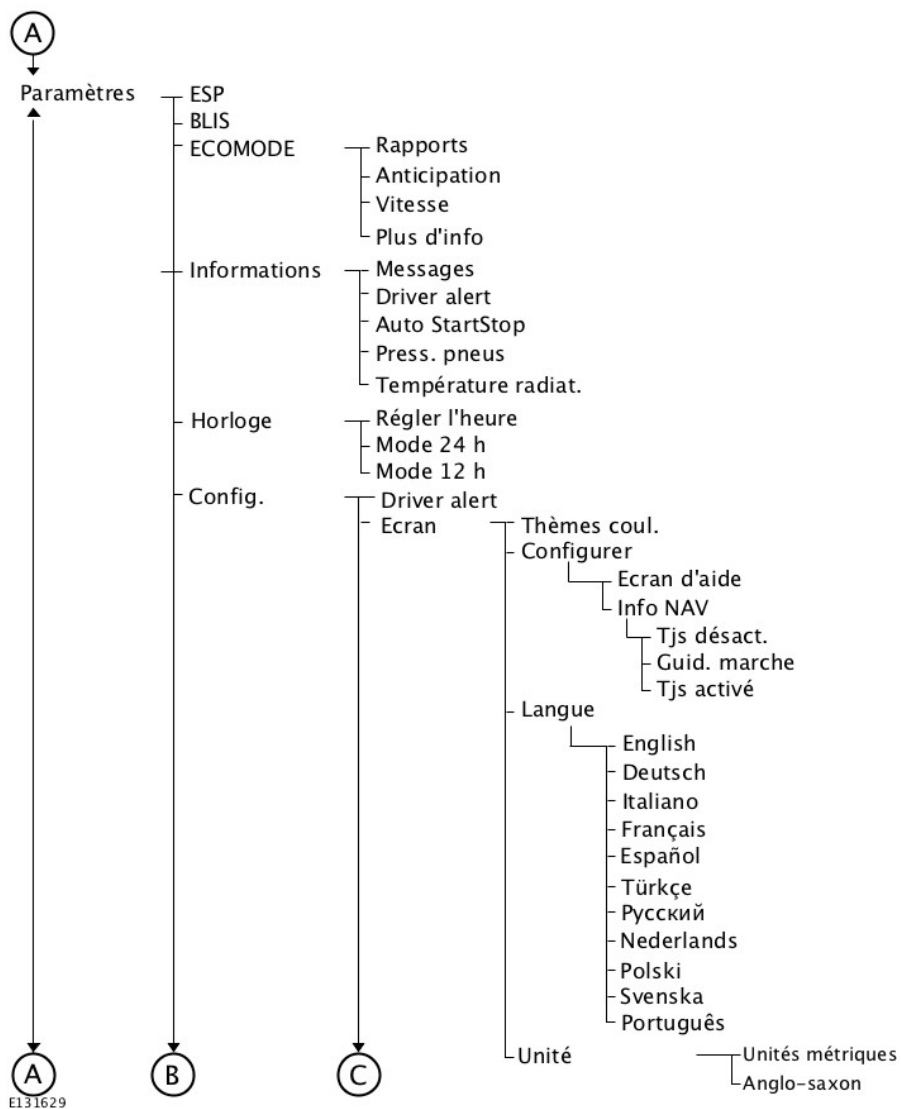 A
Paramètres
ESP
BLIS
ECOMODE
Rapports
Anticipation
Vitesse
Plus d'info
Informations
Messages
Driver alert
Auto StartStop
Press. pneus
Température radiat.
Horloge
Régler l'heure
Mode 24 h
Mode 12 h
Config.
Driver alert
Ecran
Thèmes coul.
Configurer
Ecran d'aide
Info NAV
Tjs désact.
Guid. marche
Tjs activé
Langue
English
Deutsch
Italiano
Français
Español
Türkçe
Русский
Nederlands
Polski
Svenska
Português
Unité
Unités métriques
Anglo-saxon
A
B
C
E131629